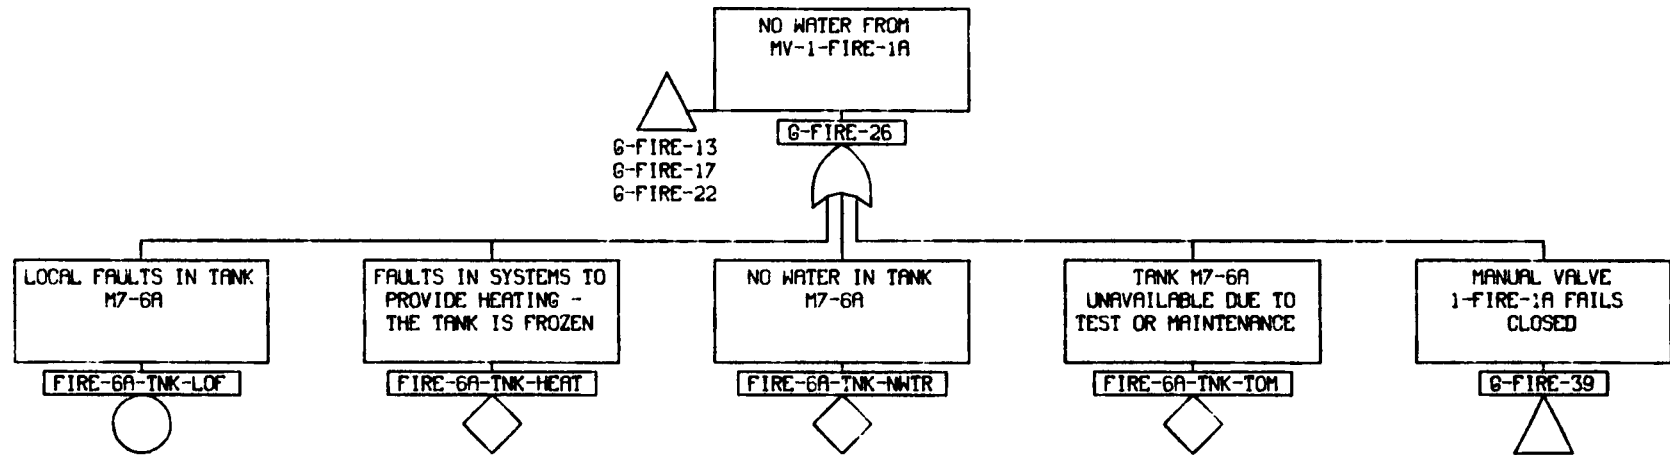 NO WATER FROM
MV-1-FIRE-1A
G-FIRE-26
G-FIRE-13
G-FIRE-17
G-FIRE-22
LOCAL FAULTS IN TANK
M7-6A
FIRE-6A-TNK-LOF
FAULTS IN SYSTEMS TO
PROVIDE HEATING -
THE TANK IS FROZEN
FIRE-6A-TNK-HEAT
NO WATER IN TANK
M7-6A
FIRE-6A-TNK-NWTR
TANK M7-6A
UNAVAILABLE DUE TO
TEST OR MAINTENANCE
FIRE-6A-TNK-TOM
MANUAL VALVE
1-FIRE-1A FAILS
CLOSED
G-FIRE-39